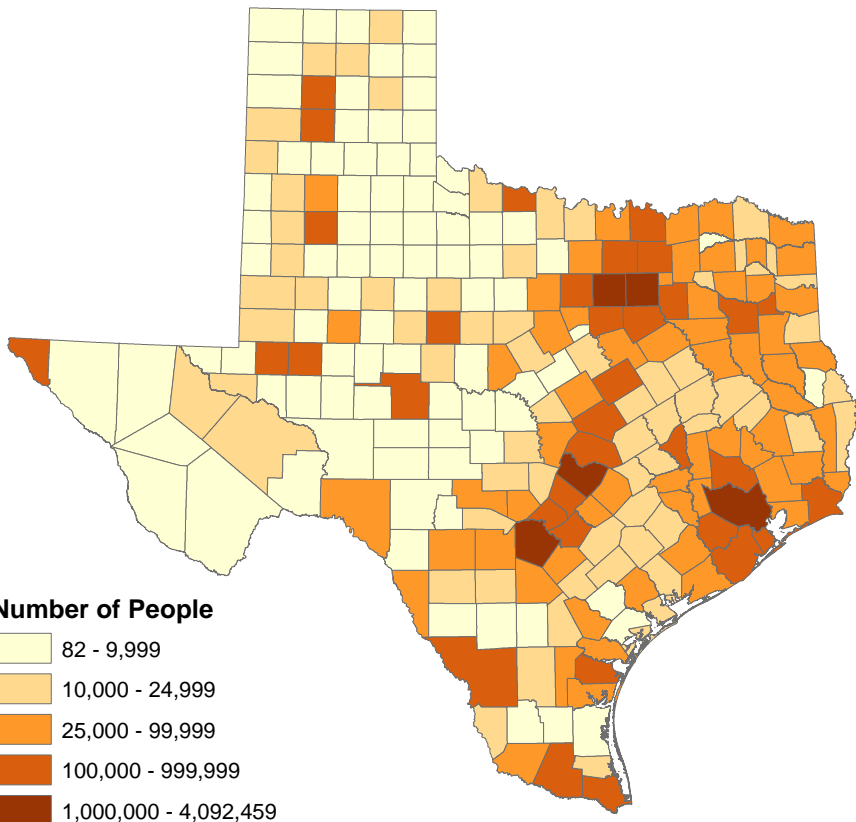 Number of People
82 - 9,999
10,000 - 24,999
25,000 - 99,999
100,000 - 999,999
1,000,000 - 4,092,459